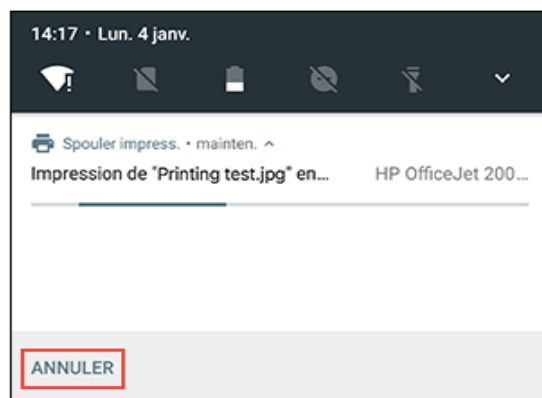 14:17 • Lun. 4 janv.
Spouler impress. • mainten.
Impression de "Printing test.jpg" en... HP OfficeJet 200...
ANNULER